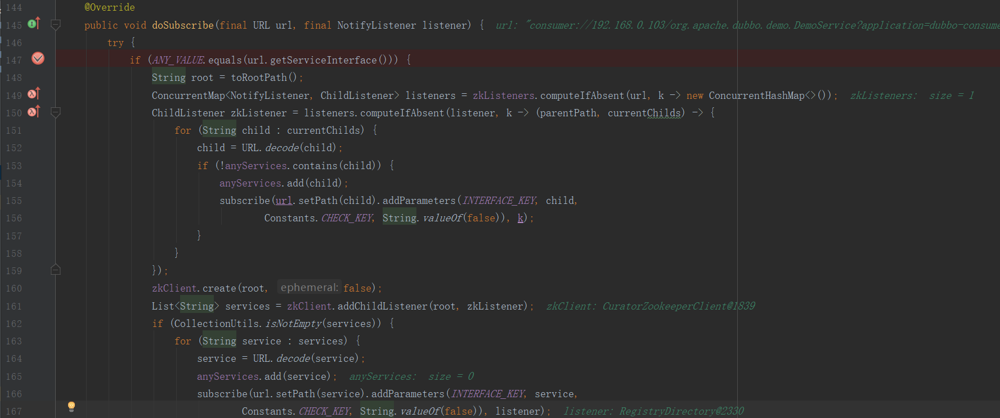 144 @Override
145 public void doSubscribe(final URL url, final NotifyListener listener) { url: "consumer://192.168.0.103/org.apache.dubbo.demo.DemoService?application=dubbo-consume
146 try {
147 if (ANY_VALUE.equals(url.getServiceInterface())) {
148 String root = toRootPath();
149 ConcurrentMap<NotifyListener, ChildListener> listeners = zkListeners.computeIfAbsent(url, k -> new ConcurrentHashMap<>()); zkListeners: size = 1
150 ChildListener zkListener = listeners.computeIfAbsent(listener, k -> (parentPath, currentChilds) -> {
151 for (String child : currentChilds) {
152 child = URL.decode(child);
153 if (!anyServices.contains(child)) {
154 anyServices.add(child);
155 subscribe(url.setPath(child).addParameters(INTERFACE_KEY, child,
156 Constants.CHECK_KEY, String.valueOf(false)), k);
157 }
158 }
159 });
160 zkClient.create(root, ephemeral: false);
161 List<String> services = zkClient.addChildListener(root, zkListener); zkClient: CuratorZookeeperClient@1839
162 if (CollectionUtils.isNotEmpty(services)) {
163 for (String service : services) {
164 service = URL.decode(service);
165 anyServices.add(service); anyServices: size = 0
166 subscribe(url.setPath(service).addParameters(INTERFACE_KEY, service,
167 Constants.CHECK_KEY, String.valueOf(false)), listener); listener: RegistryDirectory@2330